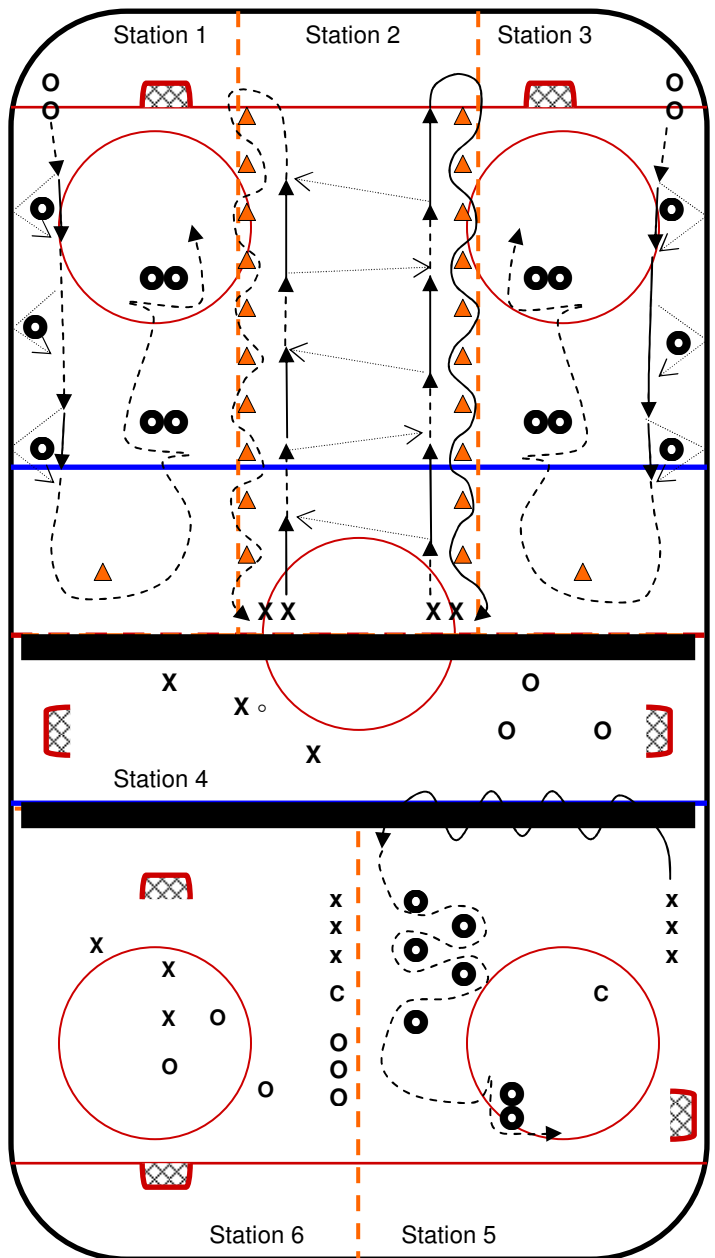 Station 1 Station 2 Station 3
O O
O O
X X X X
X O
X
O O
X
Station 4
x x
x x
X x x
X
C C
X O
O
O O
O O
Station 6 Station 5